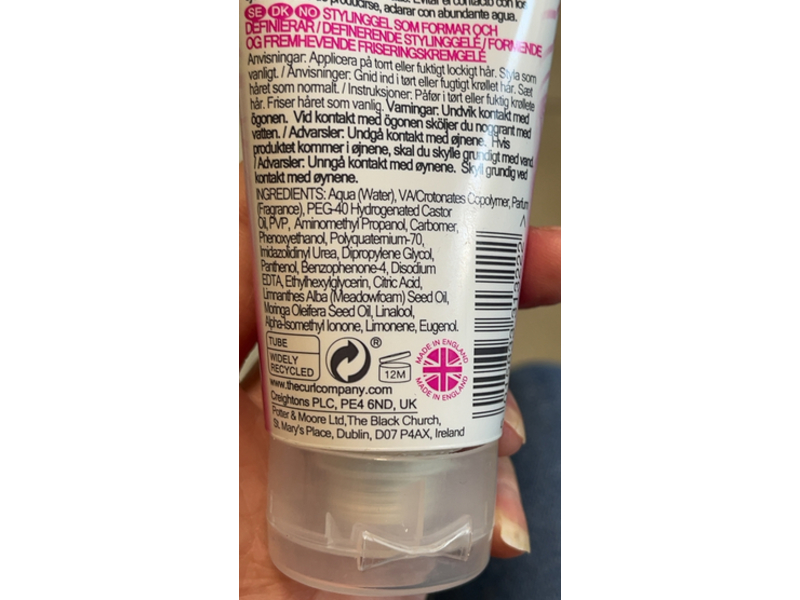 producirse, aclarar con abundante agua.
SE DK NO STYLINGGEL SOM FORMAR OCH
DEFINIERAR / DEFINERENDE STYLINGGELÉ / FORMENDE
OG FREMHEVENDE FRISERINGSKREMGELÉ
Anvisningar: Applicera på torrt eller fuktigt lockigt hår. Styla som
vanligt. / Anvisninger: Gnid ind i tørt eller fugtigt krøllet hår. Sæt
håret som normalt. / Instruksjoner: Påfør i tørt eller fuktig krøllete
hår. Friser håret som vanlig. Varningar: Undvik kontakt med
ögonen. Vid kontakt med ögonen sköljer du noggrant med
vatten. / Advarsler: Undgå kontakt med øjnene. Hvis
produktet kommer i øjnene, skal du skylle grundigt med vand
/ Advarsler: Unngå kontakt med øynene. Skyll grundig ved
kontakt med øynene.
INGREDIENTS: Aqua (Water), VA/Crotonates Copolymer, Parfum
(Fragrance), PEG-40 Hydrogenated Castor
Oil, PVP, Aminomethyl Propanol, Carbomer,
Phenoxyethanol, Polyquaternium-70,
Imidazolidinyl Urea, Dipropylene Glycol,
Panthenol, Benzophenone-4, Disodium
EDTA, Ethylhexylglycerin, Citric Acid,
Limnanthes Alba (Meadowfoam) Seed Oil,
Moringa Oleifera Seed Oil, Linalool,
Alpha-Isomethyl Ionone, Limonene, Eugenol.
TUBE
WIDELY
RECYCLED
®
12M
MADE IN ENGLAND
MADE IN ENGLAND
www.thecurlcompany.com
Creightons PLC, PE4 6ND, UK
Potter & Moore Ltd,The Black Church,
St. Mary's Place, Dublin, D07 P4AX, Ireland